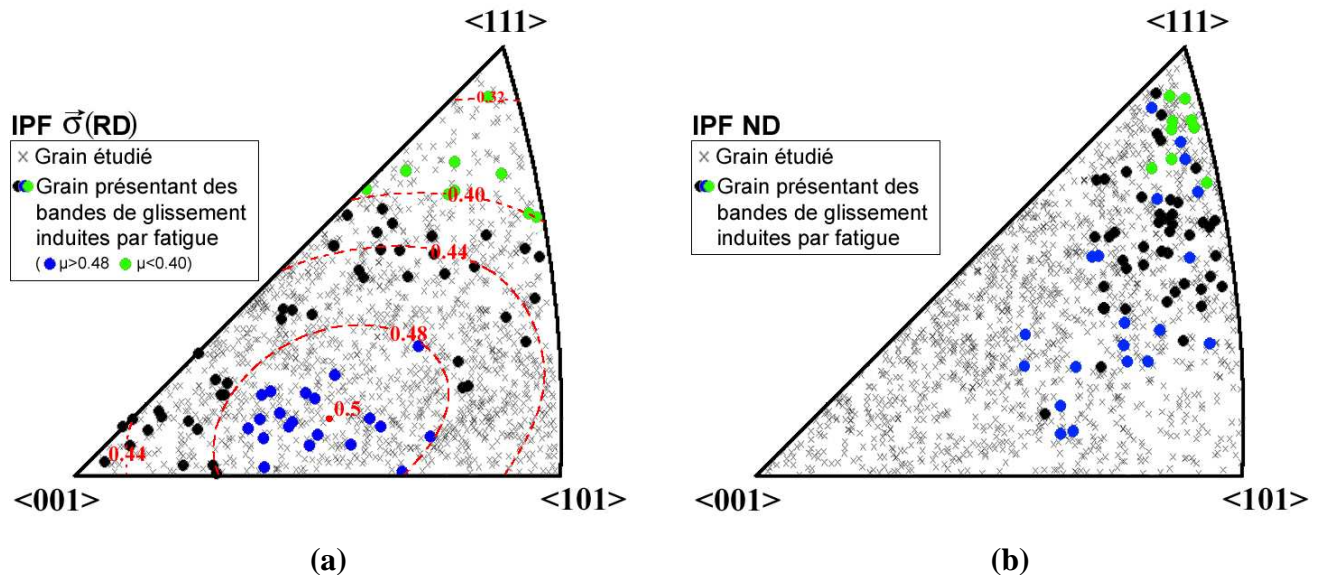 <111>
IPF σ⃗(RD)
× Grain étudié
Grain présentant des
bandes de glissement
induites par fatigue
( μ>0.48 μ<0.40)
0.32
0.40
0.44
0.48
0.5
0.44
<001>
<101>
(a)
<111>
IPF ND
× Grain étudié
Grain présentant des
bandes de glissement
induites par fatigue
<001>
<101>
(b)